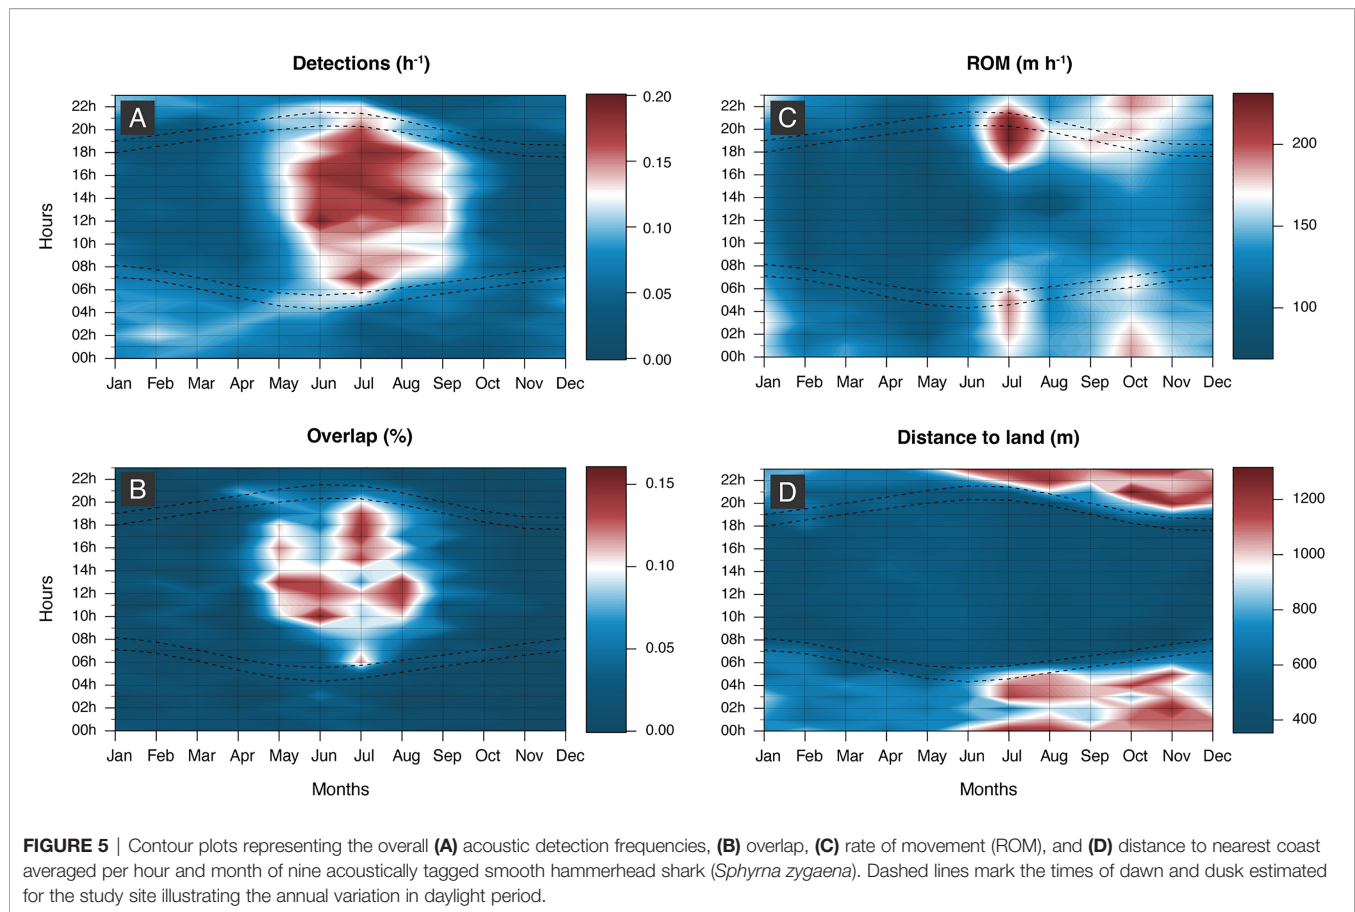 Detections (h⁻¹)
A
Hours
22h
20h
18h
16h
14h
12h
10h
08h
06h
04h
02h
00h
Jan Feb Mar Apr May Jun Jul Aug Sep Oct Nov Dec
0.20
0.15
0.10
0.05
0.00
ROM (m h⁻¹)
C
22h
20h
18h
16h
14h
12h
10h
08h
06h
04h
02h
00h
Jan Feb Mar Apr May Jun Jul Aug Sep Oct Nov Dec
200
150
100
Overlap (%)
B
Hours
22h
20h
18h
16h
14h
12h
10h
08h
06h
04h
02h
00h
Jan Feb Mar Apr May Jun Jul Aug Sep Oct Nov Dec
Months
0.15
0.10
0.05
0.00
Distance to land (m)
D
22h
20h
18h
16h
14h
12h
10h
08h
06h
04h
02h
00h
Jan Feb Mar Apr May Jun Jul Aug Sep Oct Nov Dec
Months
1200
1000
800
600
400
FIGURE 5 | Contour plots representing the overall (A) acoustic detection frequencies, (B) overlap, (C) rate of movement (ROM), and (D) distance to nearest coast
averaged per hour and month of nine acoustically tagged smooth hammerhead shark (Sphyrna zygaena). Dashed lines mark the times of dawn and dusk estimated
for the study site illustrating the annual variation in daylight period.